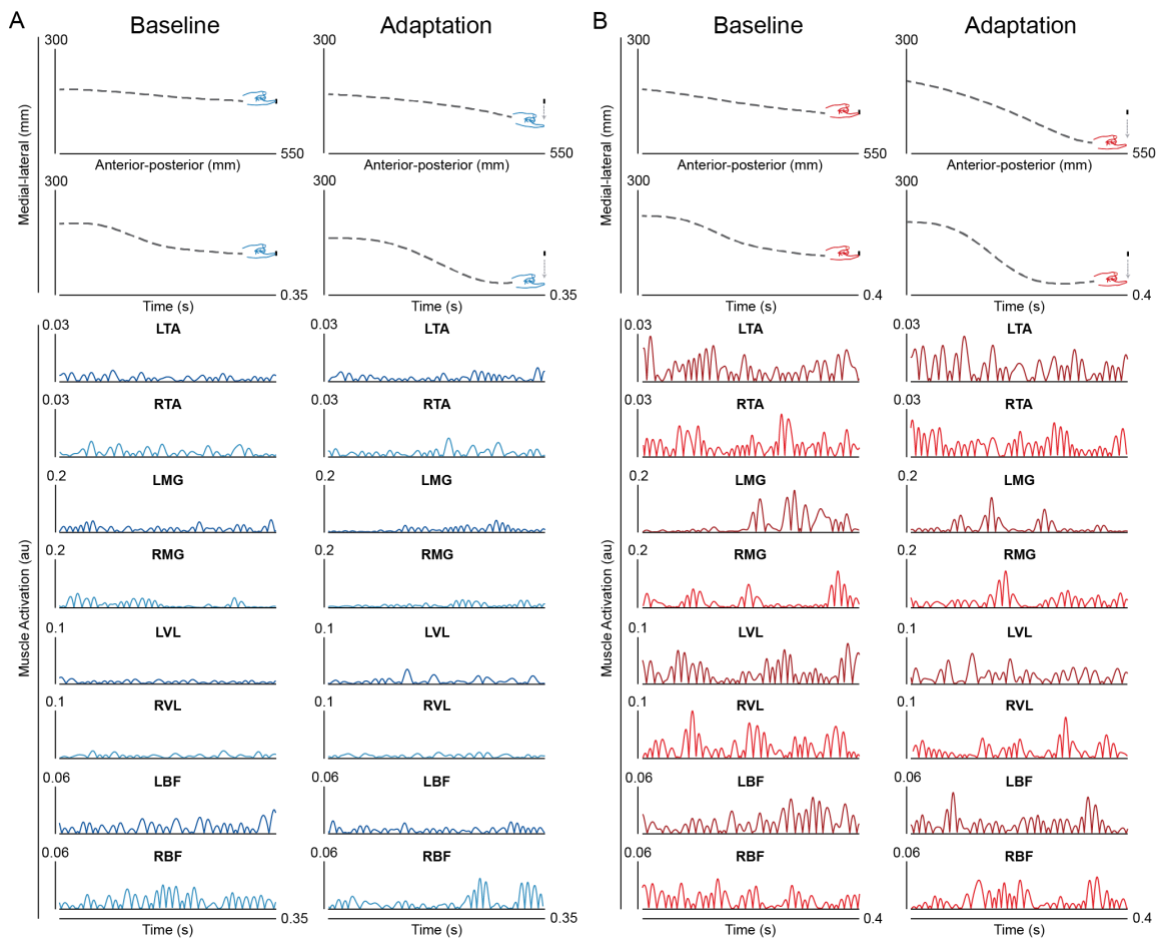 A Baseline Adaptation B Baseline Adaptation
300 300 300 300
Medial-lateral (mm) Medial-lateral (mm)
550 550 550 550
Anterior-posterior (mm) Anterior-posterior (mm) Anterior-posterior (mm) Anterior-posterior (mm)
300 300 300 300
0.35 0.35 0.4 0.4
Time (s) Time (s) Time (s) Time (s)
Muscle Activation (au) Muscle Activation (au)
0.03 LTA 0.03 LTA 0.03 LTA 0.03 LTA
0.03 RTA 0.03 RTA 0.03 RTA 0.03 RTA
0.2 LMG 0.2 LMG 0.2 LMG 0.2 LMG
0.2 RMG 0.2 RMG 0.2 RMG 0.2 RMG
0.1 LVL 0.1 LVL 0.1 LVL 0.1 LVL
0.1 RVL 0.1 RVL 0.1 RVL 0.1 RVL
0.06 LBF 0.06 LBF 0.06 LBF 0.06 LBF
0.06 RBF 0.06 RBF 0.06 RBF 0.06 RBF
0.35 0.35 0.4 0.4
Time (s) Time (s) Time (s) Time (s)